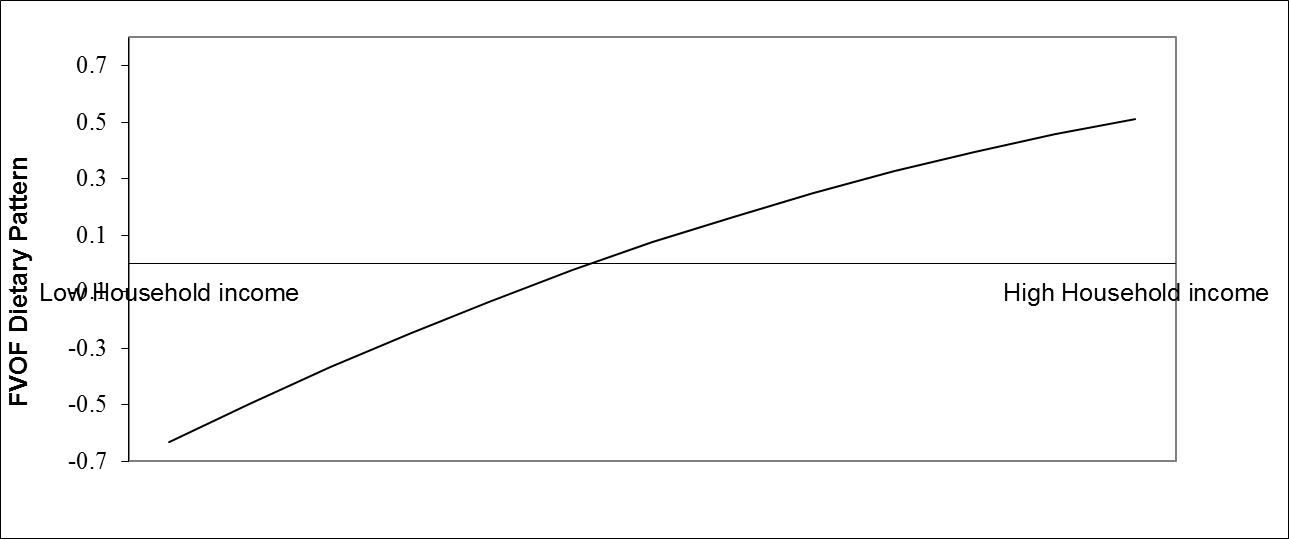 FVOF Dietary Pattern
0.7
0.5
0.3
0.1
-0.1
-0.3
-0.5
-0.7
Low Household income
High Household income